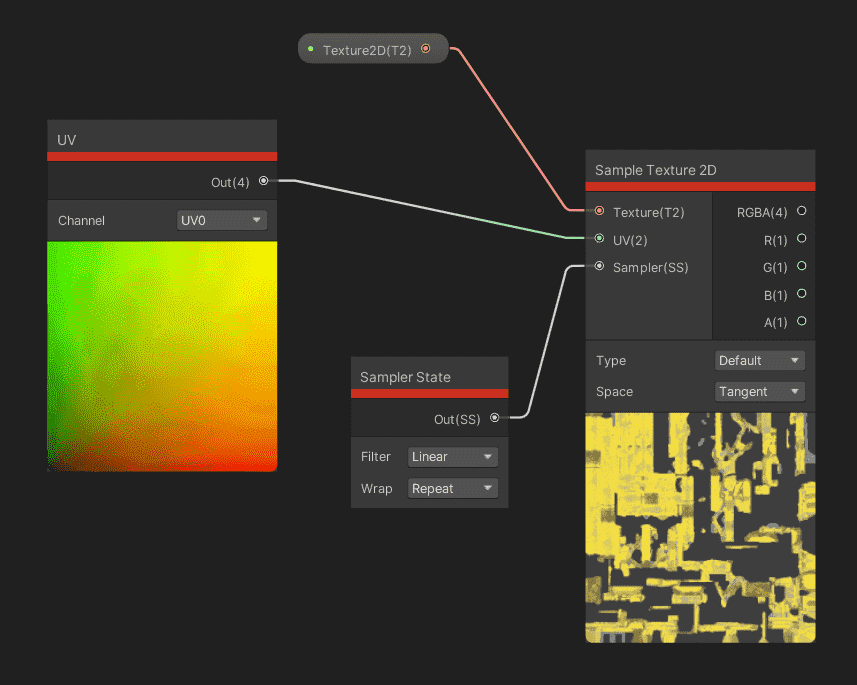 Texture2D(T2)
UV
Out(4)
Channel UV0
Sample Texture 2D
Texture(T2) RGBA(4)
UV(2) R(1)
Sampler(SS) G(1)
B(1)
A(1)
Type Default
Space Tangent
Sampler State
Out(SS)
Filter Linear
Wrap Repeat